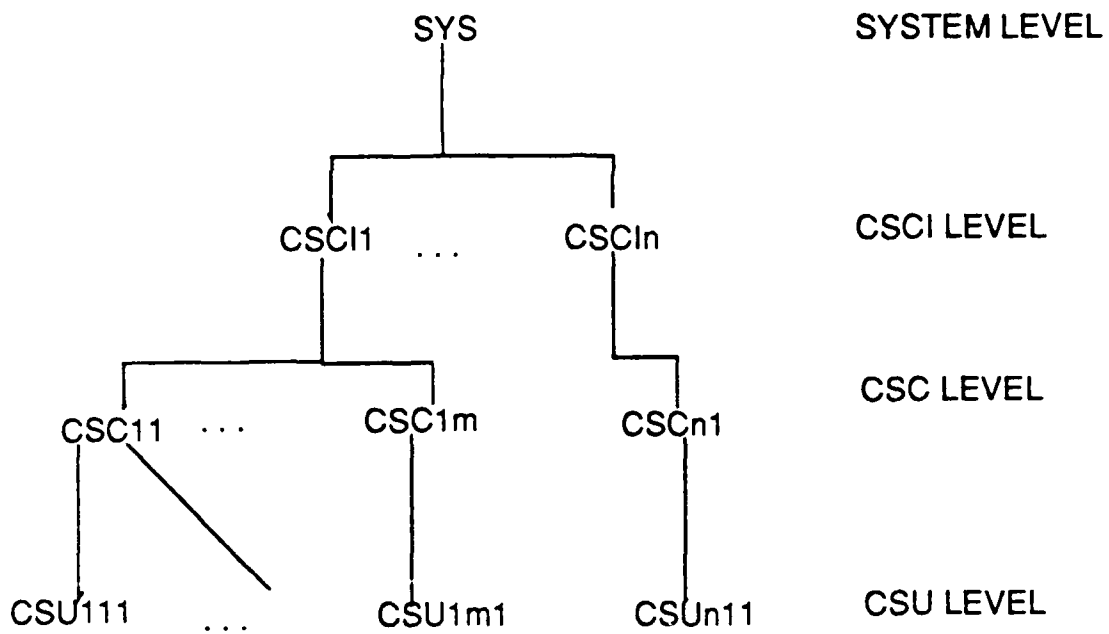 SYS SYSTEM LEVEL
CSCI1 ... CSCIn CSCI LEVEL
CSC11 ... CSC1m CSCn1 CSC LEVEL
CSU111 ... CSU1m1 CSUn11 CSU LEVEL